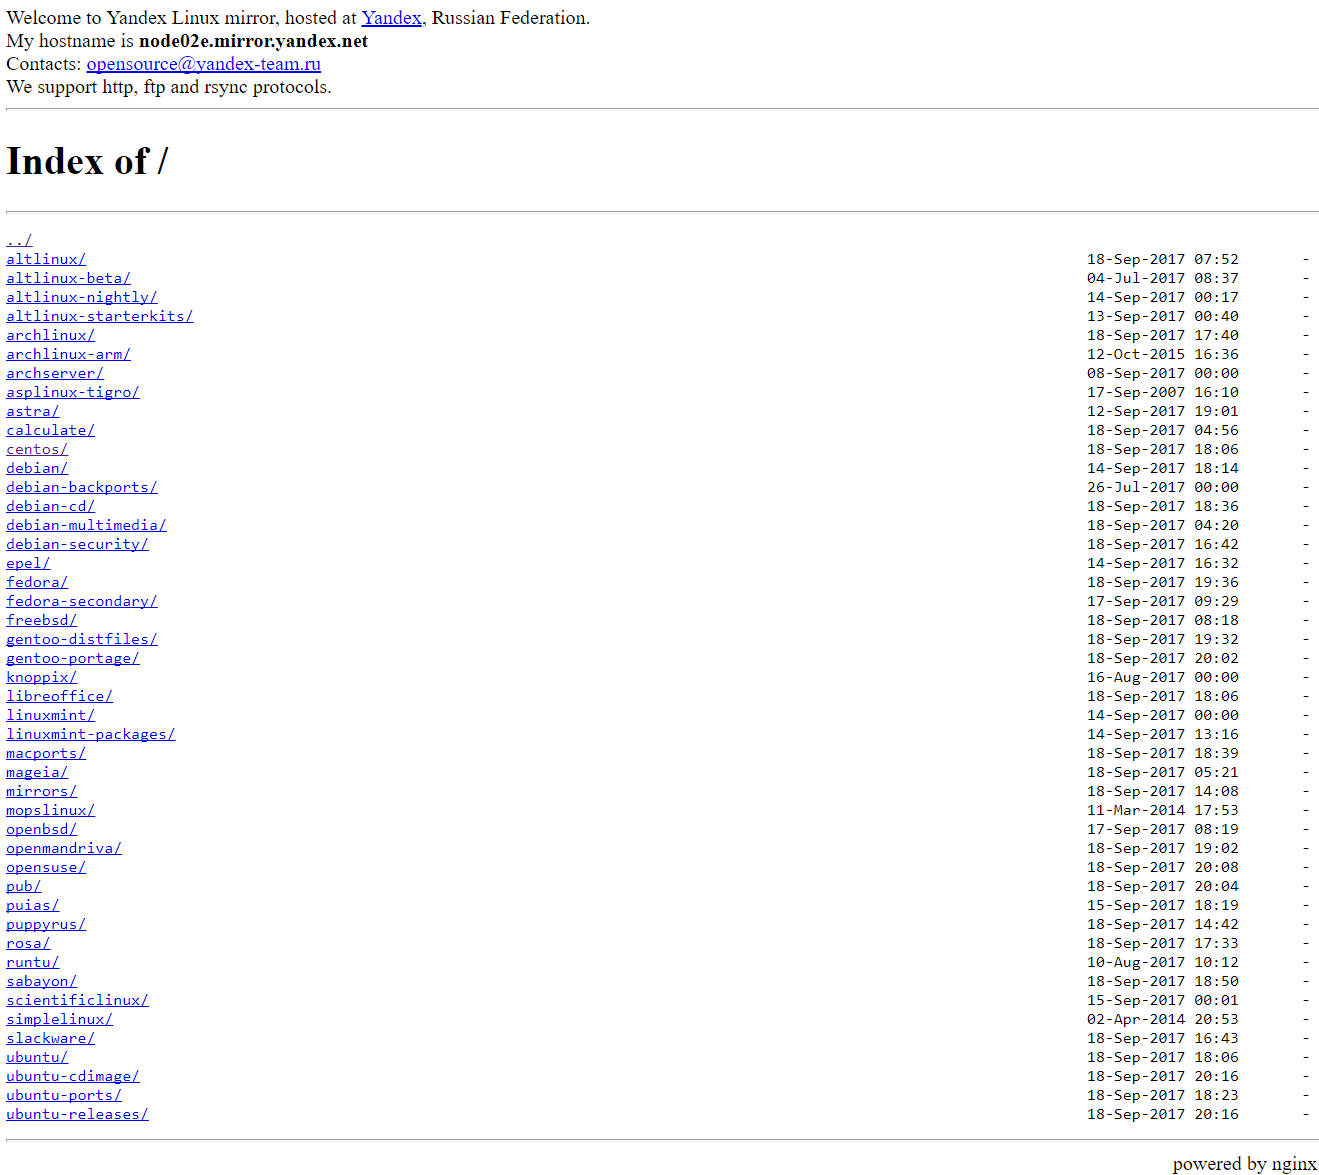 Welcome to Yandex Linux mirror, hosted at Yandex, Russian Federation.
My hostname is node02e.mirror.yandex.net
Contacts: opensource@yandex-team.ru
We support http, ftp and rsync protocols.
Index of /
../
altlinux/ 18-Sep-2017 07:52 -
altlinux-beta/ 04-Jul-2017 08:37 -
altlinux-nightly/ 14-Sep-2017 00:17 -
altlinux-starterkits/ 13-Sep-2017 00:40 -
archlinux/ 18-Sep-2017 17:40 -
archlinux-arm/ 12-Oct-2015 16:36 -
archserver/ 08-Sep-2017 00:00 -
asplinux-tigro/ 17-Sep-2007 16:10 -
astra/ 12-Sep-2017 19:01 -
calculate/ 18-Sep-2017 04:56 -
centos/ 18-Sep-2017 18:06 -
debian/ 14-Sep-2017 18:14 -
debian-backports/ 26-Jul-2017 00:00 -
debian-cd/ 18-Sep-2017 18:36 -
debian-multimedia/ 18-Sep-2017 04:20 -
debian-security/ 18-Sep-2017 16:42 -
epel/ 14-Sep-2017 16:32 -
fedora/ 18-Sep-2017 19:36 -
fedora-secondary/ 17-Sep-2017 09:29 -
freebsd/ 18-Sep-2017 08:18 -
gentoo-distfiles/ 18-Sep-2017 19:32 -
gentoo-portage/ 18-Sep-2017 20:02 -
knoppix/ 16-Aug-2017 00:00 -
libreoffice/ 18-Sep-2017 18:06 -
linuxmint/ 14-Sep-2017 00:00 -
linuxmint-packages/ 14-Sep-2017 13:16 -
macports/ 18-Sep-2017 18:39 -
mageia/ 18-Sep-2017 05:21 -
mirrors/ 18-Sep-2017 14:08 -
mopslinux/ 11-Mar-2014 17:53 -
openbsd/ 17-Sep-2017 08:19 -
openmandriva/ 18-Sep-2017 19:02 -
opensuse/ 18-Sep-2017 20:08 -
pub/ 18-Sep-2017 20:04 -
puias/ 15-Sep-2017 18:19 -
puppyrus/ 18-Sep-2017 14:42 -
rosa/ 18-Sep-2017 17:33 -
runtu/ 10-Aug-2017 10:12 -
sabayon/ 18-Sep-2017 18:50 -
scientificlinux/ 15-Sep-2017 00:01 -
simplelinux/ 02-Apr-2014 20:53 -
slackware/ 18-Sep-2017 16:43 -
ubuntu/ 18-Sep-2017 18:06 -
ubuntu-cdimage/ 18-Sep-2017 20:16 -
ubuntu-ports/ 18-Sep-2017 18:23 -
ubuntu-releases/ 18-Sep-2017 20:16 -
powered by nginx